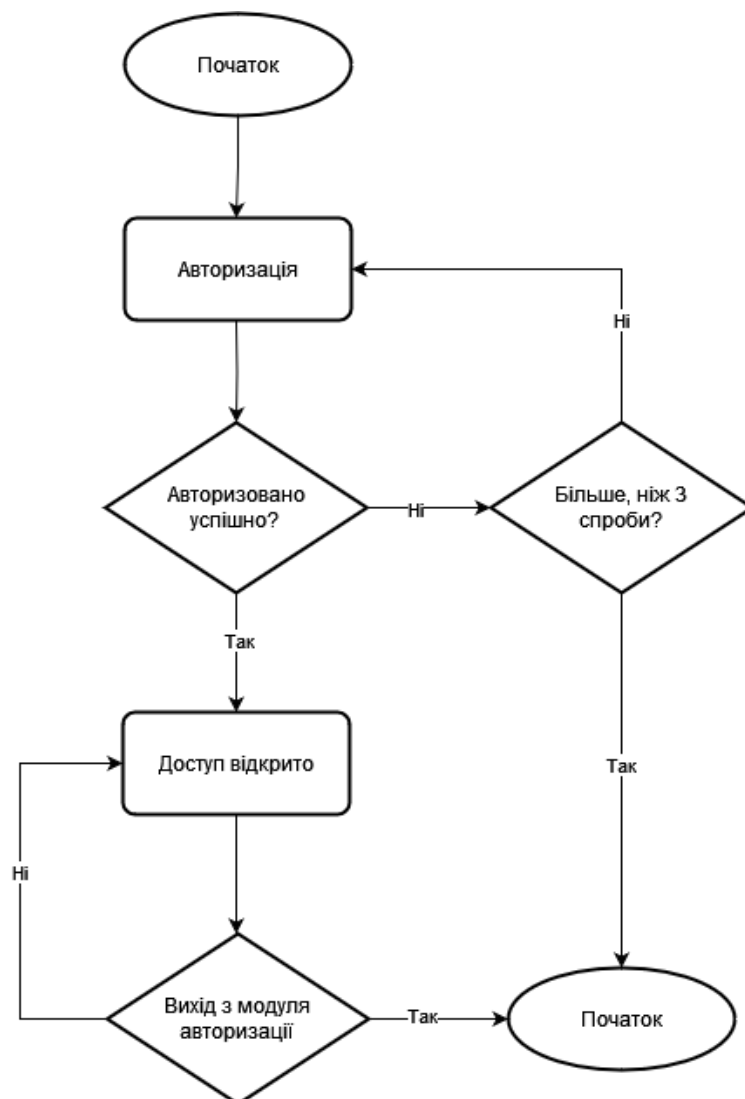 Початок
Авторизація
Ні
Авторизовано
успішно?
Ні
Більше, ніж 3
спроби?
Так
Доступ відкрито
Так
Ні
Вихід з модуля
авторизації
Так
Початок